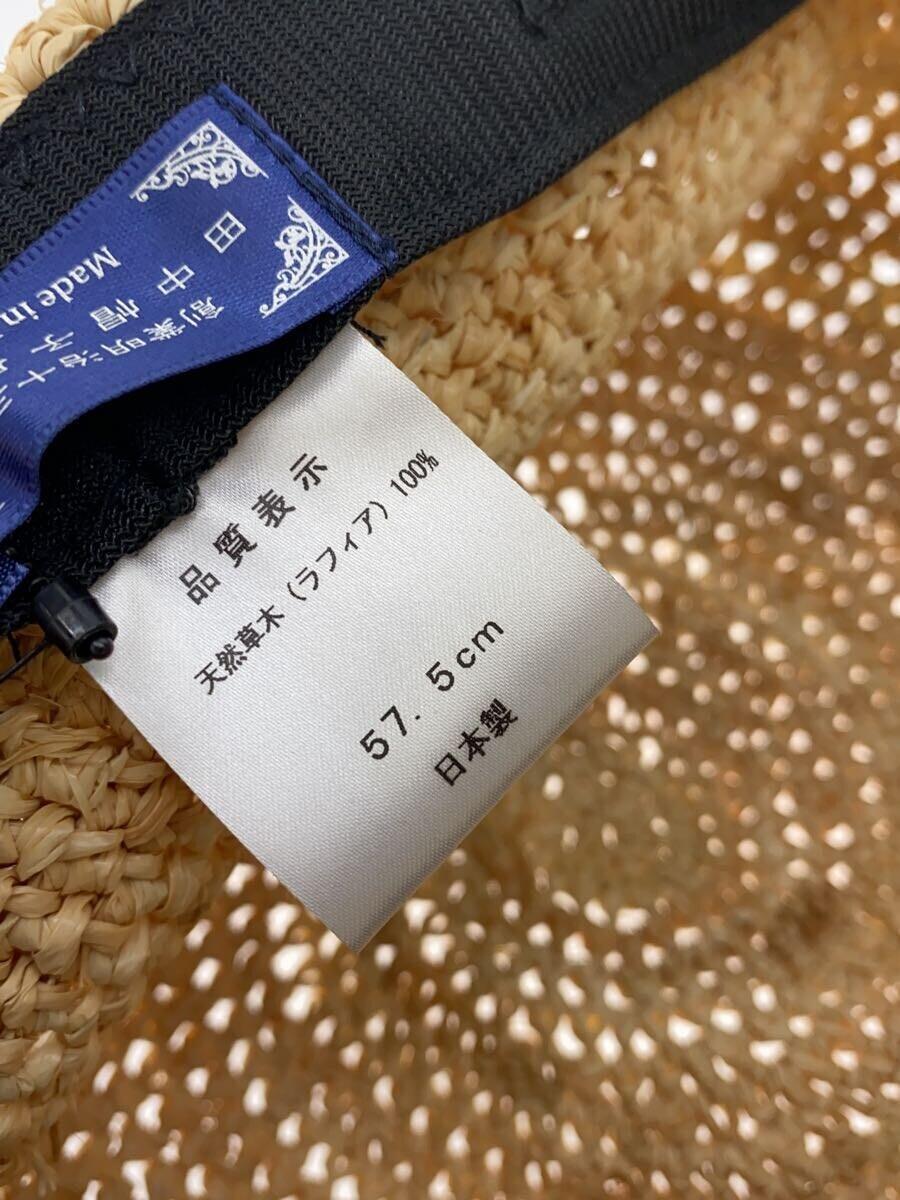 田中帽子
創業明治十三
Made in
品質表示
天然草木（ラフィア）100%
57. 5cm
日本製